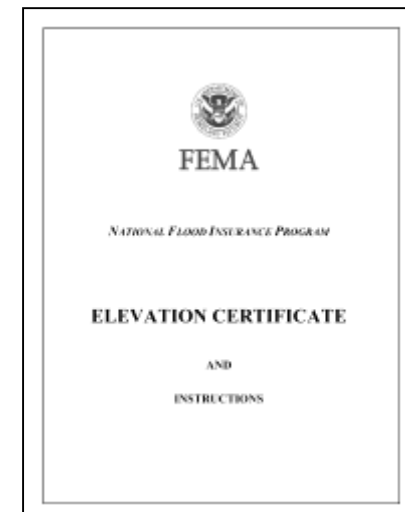 FEMA
NATIONAL FLOOD INSURANCE PROGRAM
ELEVATION CERTIFICATE
AND
INSTRUCTIONS